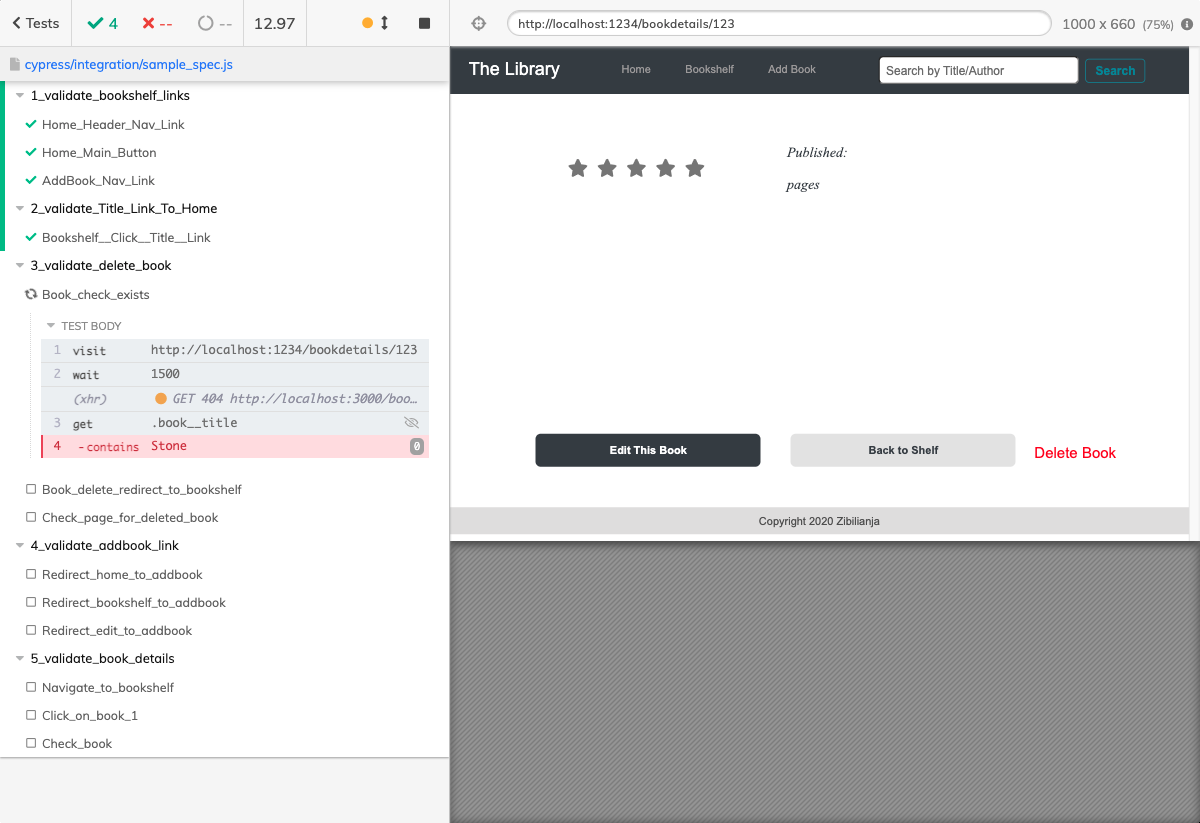 Tests 4 -- -- 12.97
cypress/integration/sample_spec.js
1_validate_bookshelf_links
Home_Header_Nav_Link
Home_Main_Button
AddBook_Nav_Link
2_validate_Title_Link_To_Home
Bookshelf__Click__Title__Link
3_validate_delete_book
Book_check_exists
TEST BODY
1 visit http://localhost:1234/bookdetails/123
2 wait 1500
(xhr) GET 404 http://localhost:3000/boo…
3 get .book__title
4 -contains Stone 0
Book_delete_redirect_to_bookshelf
Check_page_for_deleted_book
4_validate_addbook_link
Redirect_home_to_addbook
Redirect_bookshelf_to_addbook
Redirect_edit_to_addbook
5_validate_book_details
Navigate_to_bookshelf
Click_on_book_1
Check_book
http://localhost:1234/bookdetails/123 1000 x 660 (75%)
The Library Home Bookshelf Add Book Search by Title/Author Search
Published:
pages
Edit This Book Back to Shelf Delete Book
Copyright 2020 Zibilianja